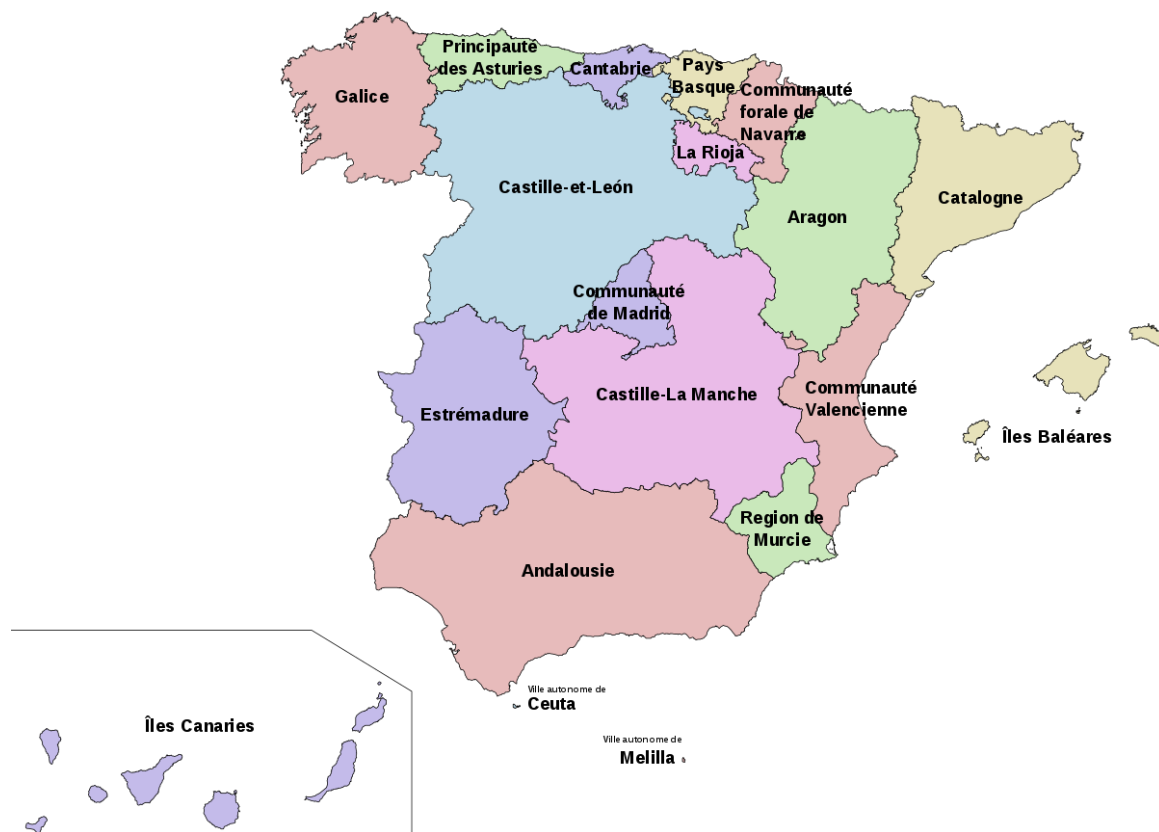 Principauté
des Asturies
Cantabrie
Pays
Basque
Galice
Communauté
forale de
Navarre
La Rioja
Castille-et-León
Aragon
Catalogne
Communauté
de Madrid
Communauté
Valencienne
Castille-La Manche
Estrémadure
Îles Baléares
Region de
Murcie
Andalousie
Ville autonome de
Ceuta
Îles Canaries
Ville autonome de
Melilla